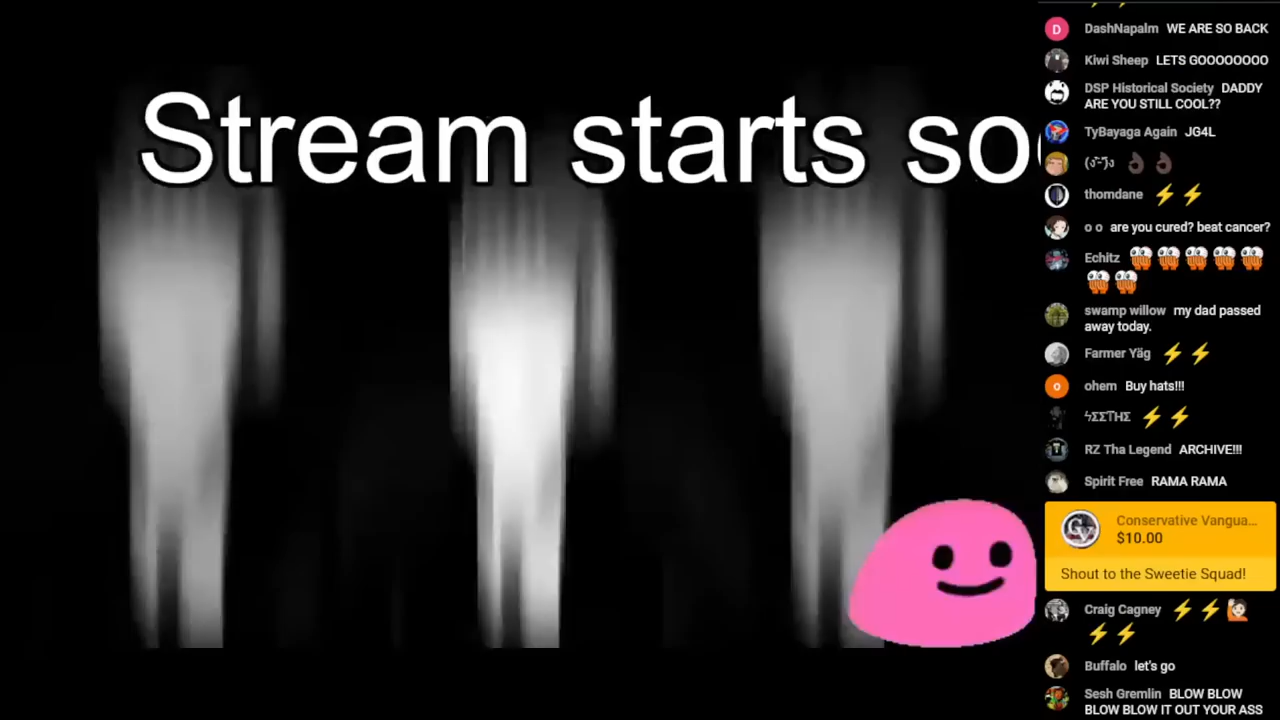 Stream starts so
D
DashNapalm WE ARE SO BACK
Kiwi Sheep LETS GOOOOOOOO
DSP Historical Society DADDY
ARE YOU STILL COOL??
TyBayaga Again JG4L
thorndane ⚡⚡
o o are you cured? beat cancer?
Echitz
swamp willow my dad passed
away today.
Farmer Yäg ⚡⚡
o
ohem Buy hats!!!
ϟΣΣTHΣ ⚡⚡
RZ Tha Legend ARCHIVE!!!
Spirit Free RAMA RAMA
Conservative Vangua...
$10.00
Shout to the Sweetie Squad!
Craig Cagney ⚡⚡🙋🏻
⚡⚡
Buffalo let's go
Sesh Gremlin BLOW BLOW
BLOW BLOW IT OUT YOUR ASS